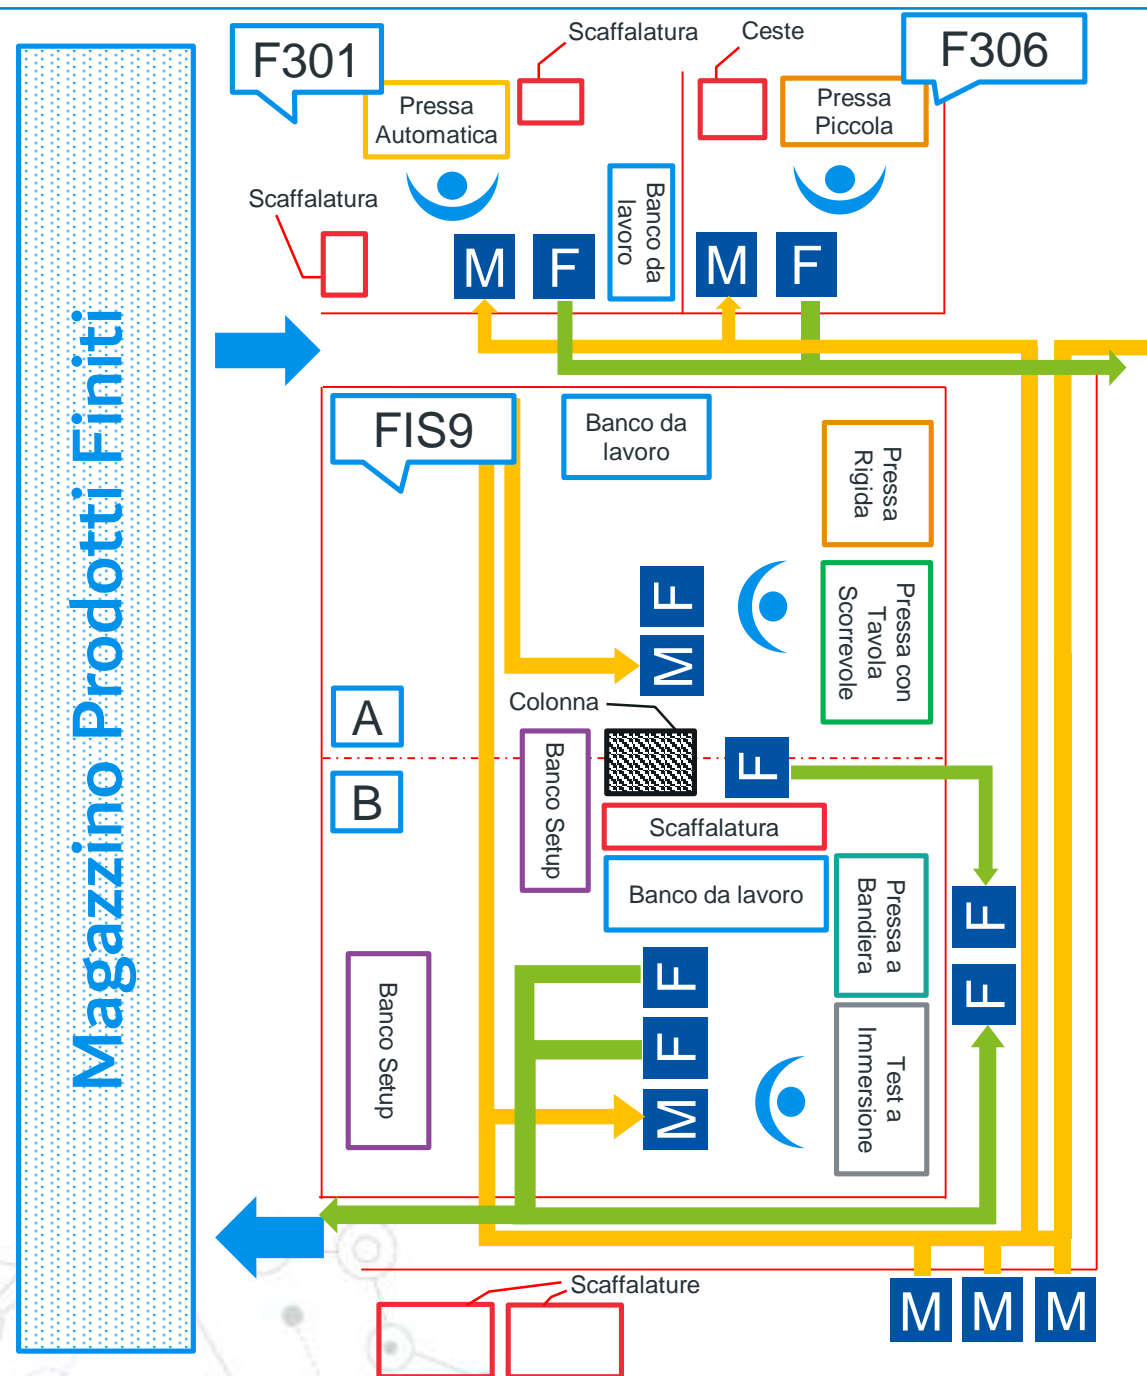 Scaffalatura
Ceste
F301
F306
Pressa
Automatica
Pressa
Piccola
Scaffalatura
Banco da
lavoro
M
F
M
F
Magazzino Prodotti Finiti
FIS9
Banco da
lavoro
Pressa
Rigida
F
M
Pressa con
Tavola
Scorrevole
A
Colonna
B
Banco Setup
F
Scaffalatura
Banco da lavoro
Pressa a
Bandiera
F
F
Banco Setup
F
F
M
Test a
Immersione
Scaffalature
M
M
M